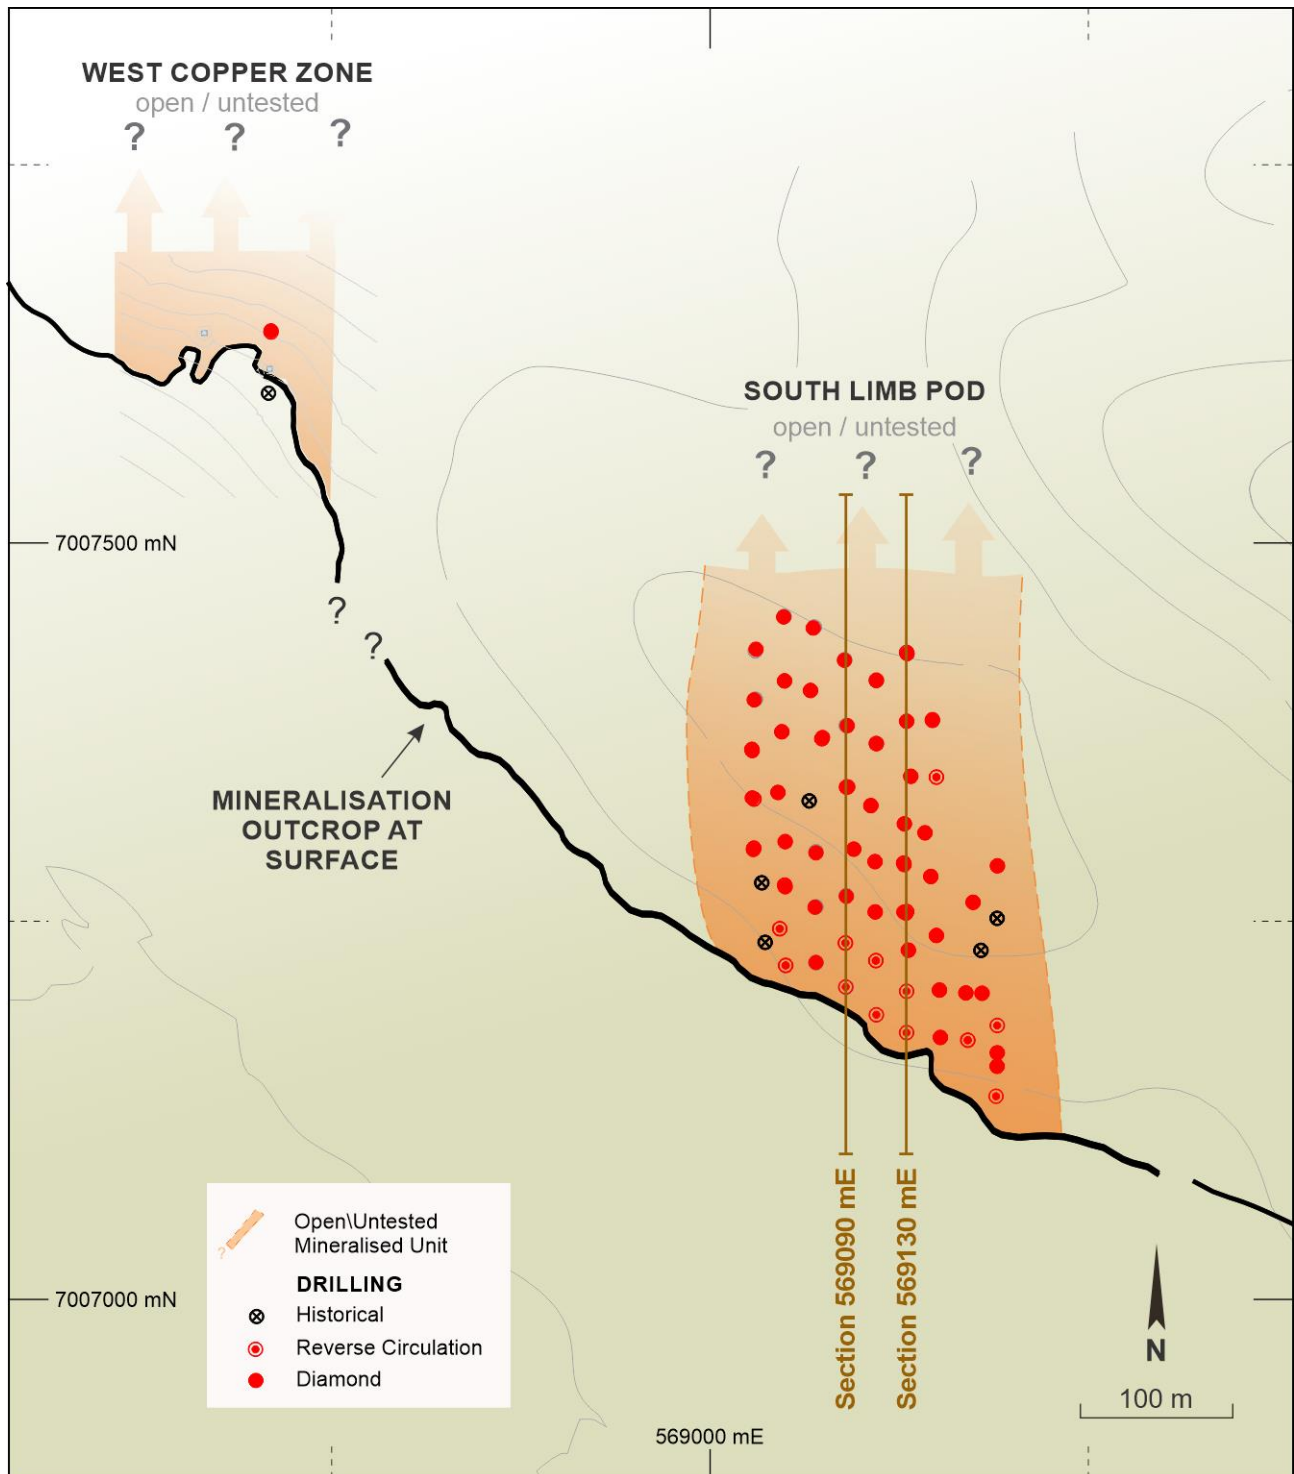 WEST COPPER ZONE
open / untested
? ? ?
SOUTH LIMB POD
open / untested
? ? ?
7007500 mN
?
?
MINERALISATION
OUTCROP AT
SURFACE
Section 569090 mE
Section 569130 mE
?
Open\Untested
Mineralised Unit
DRILLING
Historical
Reverse Circulation
Diamond
7007000 mN
N
100 m
569000 mE